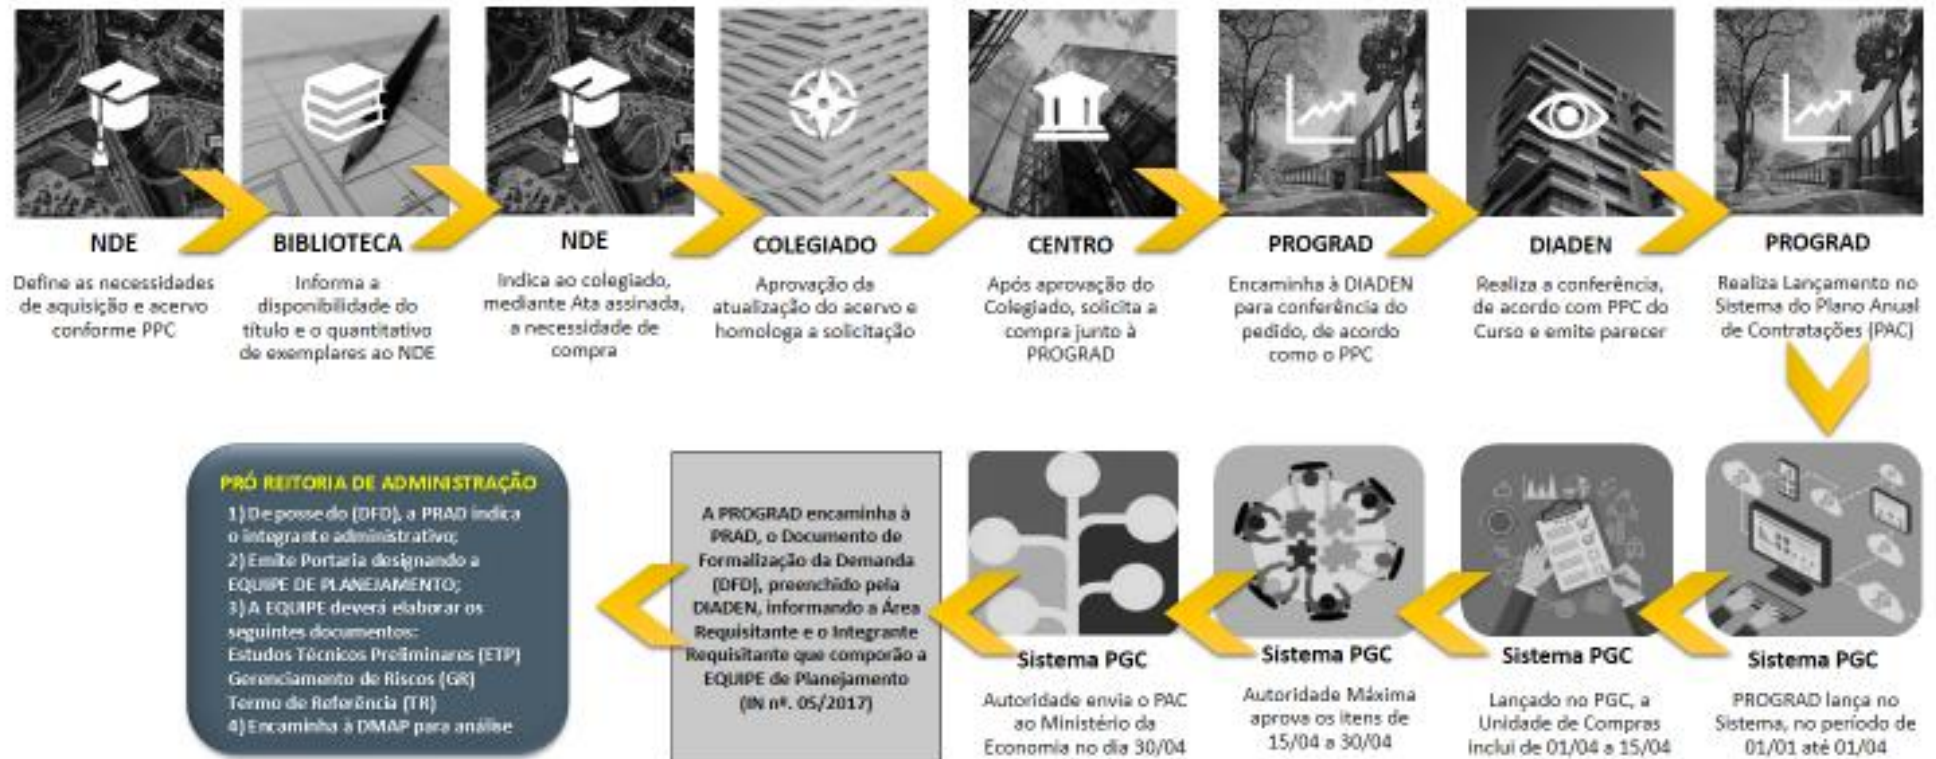 NDE
Define as necessidades
de aquisição e acervo
conforme PPC
BIBLIOTECA
Informa a
disponibilidade do
título e o quantitativo
de exemplares ao NDE
NDE
Indica ao colegiado,
mediante Ata assinada,
a necessidade de
compra
COLEGIADO
Aprovação da
atualização do acervo e
homologa a solicitação
CENTRO
Após aprovação do
Colegiado, solicita a
compra junto à
PROGRAD
PROGRAD
Encaminha à DIADEN
para conferência do
pedido, de acordo
como o PPC
DIADEN
Realiza a conferência,
de acordo com PPC do
Curso e emite parecer
PROGRAD
Realiza Lançamento no
Sistema do Plano Anual
de Contratações (PAC)
Sistema PGC
PROGRAD lança no
Sistema, no período de
01/01 até 01/04
Sistema PGC
Lançado no PGC, a
Unidade de Compras
inclui de 01/04 a 15/04
Sistema PGC
Autoridade Máxima
aprova os itens de
15/04 a 30/04
Sistema PGC
Autoridade envia o PAC
ao Ministério da
Economia no dia 30/04
A PROGRAD encaminha à
PRAD, o Documento de
Formalização da Demanda
(DFD), preenchido pela
DIADEN, informando a Área
Requisitante e o Integrante
Requisitante que comporão a
EQUIPE de Planejamento
(IN nº. 05/2017)
PRÓ REITORIA DE ADMINISTRAÇÃO
1) De posse do (DFD), a PRAD indica
o integrante administrativo;
2) Emite Portaria designando a
EQUIPE DE PLANEJAMENTO;
3) A EQUIPE deverá elaborar os
seguintes documentos:
Estudos Técnicos Preliminares (ETP)
Gerenciamento de Riscos (GR)
Termo de Referência (TR)
4) Encaminha à DMAP para análise